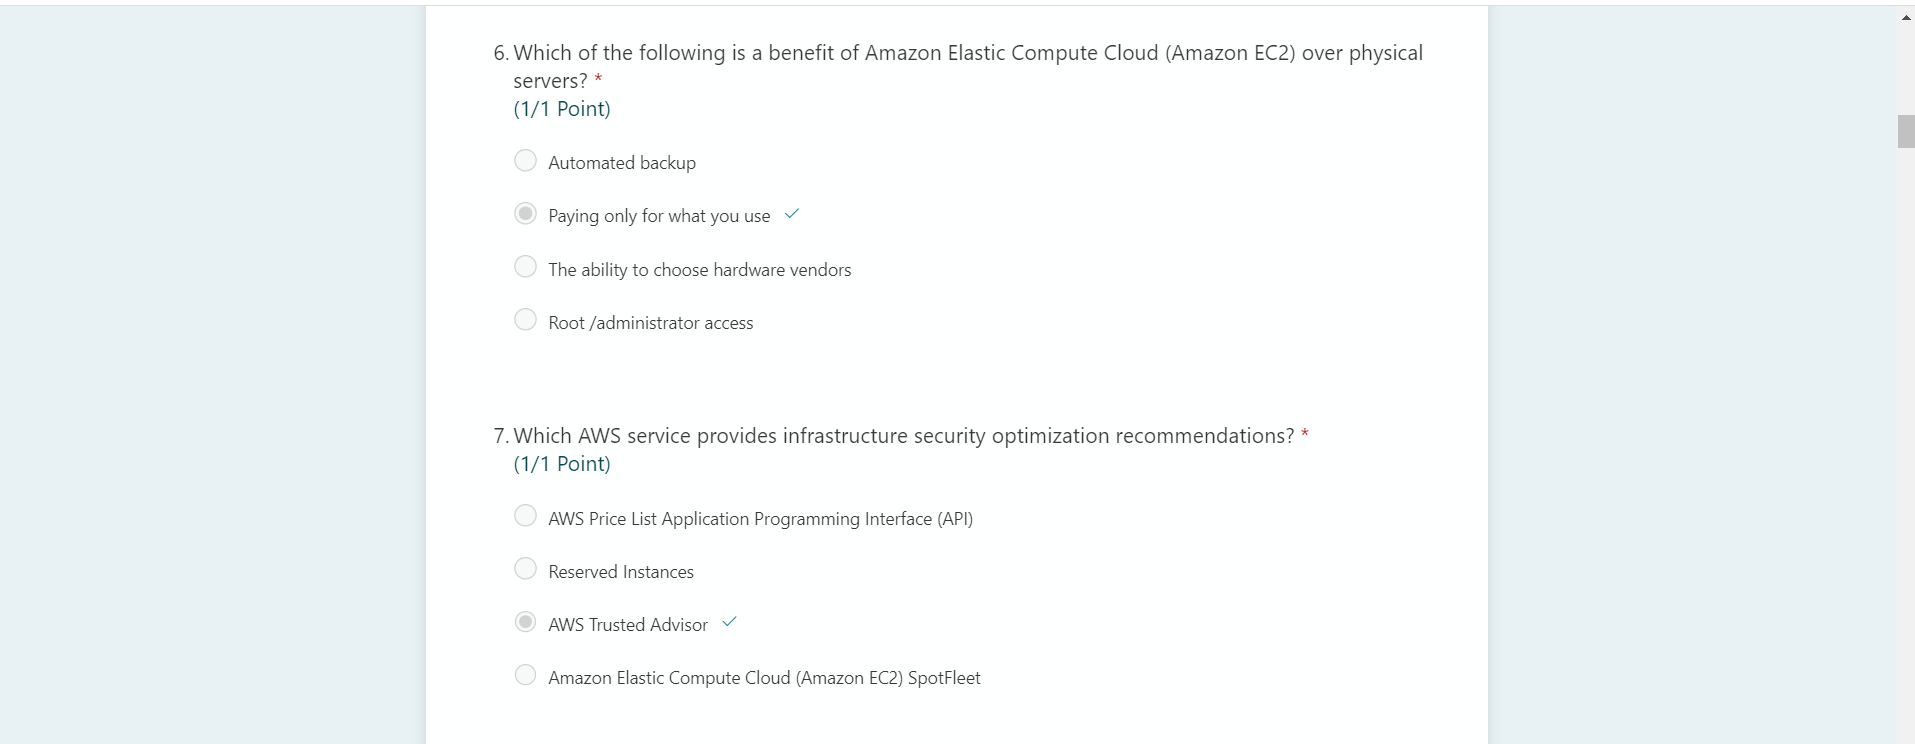 6. Which of the following is a benefit of Amazon Elastic Compute Cloud (Amazon EC2) over physical
servers? *
(1/1 Point)
Automated backup
Paying only for what you use
The ability to choose hardware vendors
Root /administrator access
7. Which AWS service provides infrastructure security optimization recommendations? *
(1/1 Point)
AWS Price List Application Programming Interface (API)
Reserved Instances
AWS Trusted Advisor
Amazon Elastic Compute Cloud (Amazon EC2) SpotFleet